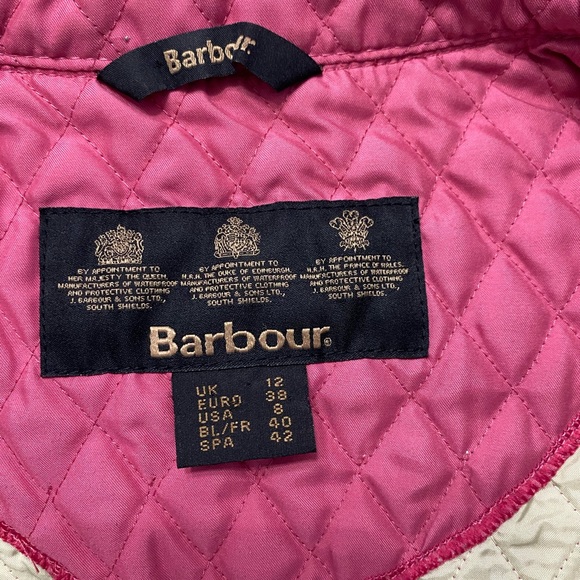 Barbour
BY APPOINTMENT TO
HER MAJESTY THE QUEEN,
MANUFACTURERS OF WATERPROOF
AND PROTECTIVE CLOTHING
J. BARBOUR & SONS LTD.,
SOUTH SHIELDS.
BY APPOINTMENT TO
H.R.H. THE DUKE OF EDINBURGH,
MANUFACTURERS OF WATERPROOF
AND PROTECTIVE CLOTHING
J. BARBOUR & SONS LTD.,
SOUTH SHIELDS.
BY APPOINTMENT TO
H.R.H. THE PRINCE OF WALES,
MANUFACTURERS OF WATERPROOF
AND PROTECTIVE CLOTHING
J. BARBOUR & SONS LTD.,
SOUTH SHIELDS.
Barbour®
UK 12
EURO 38
USA 8
BL/FR 40
SPA 42